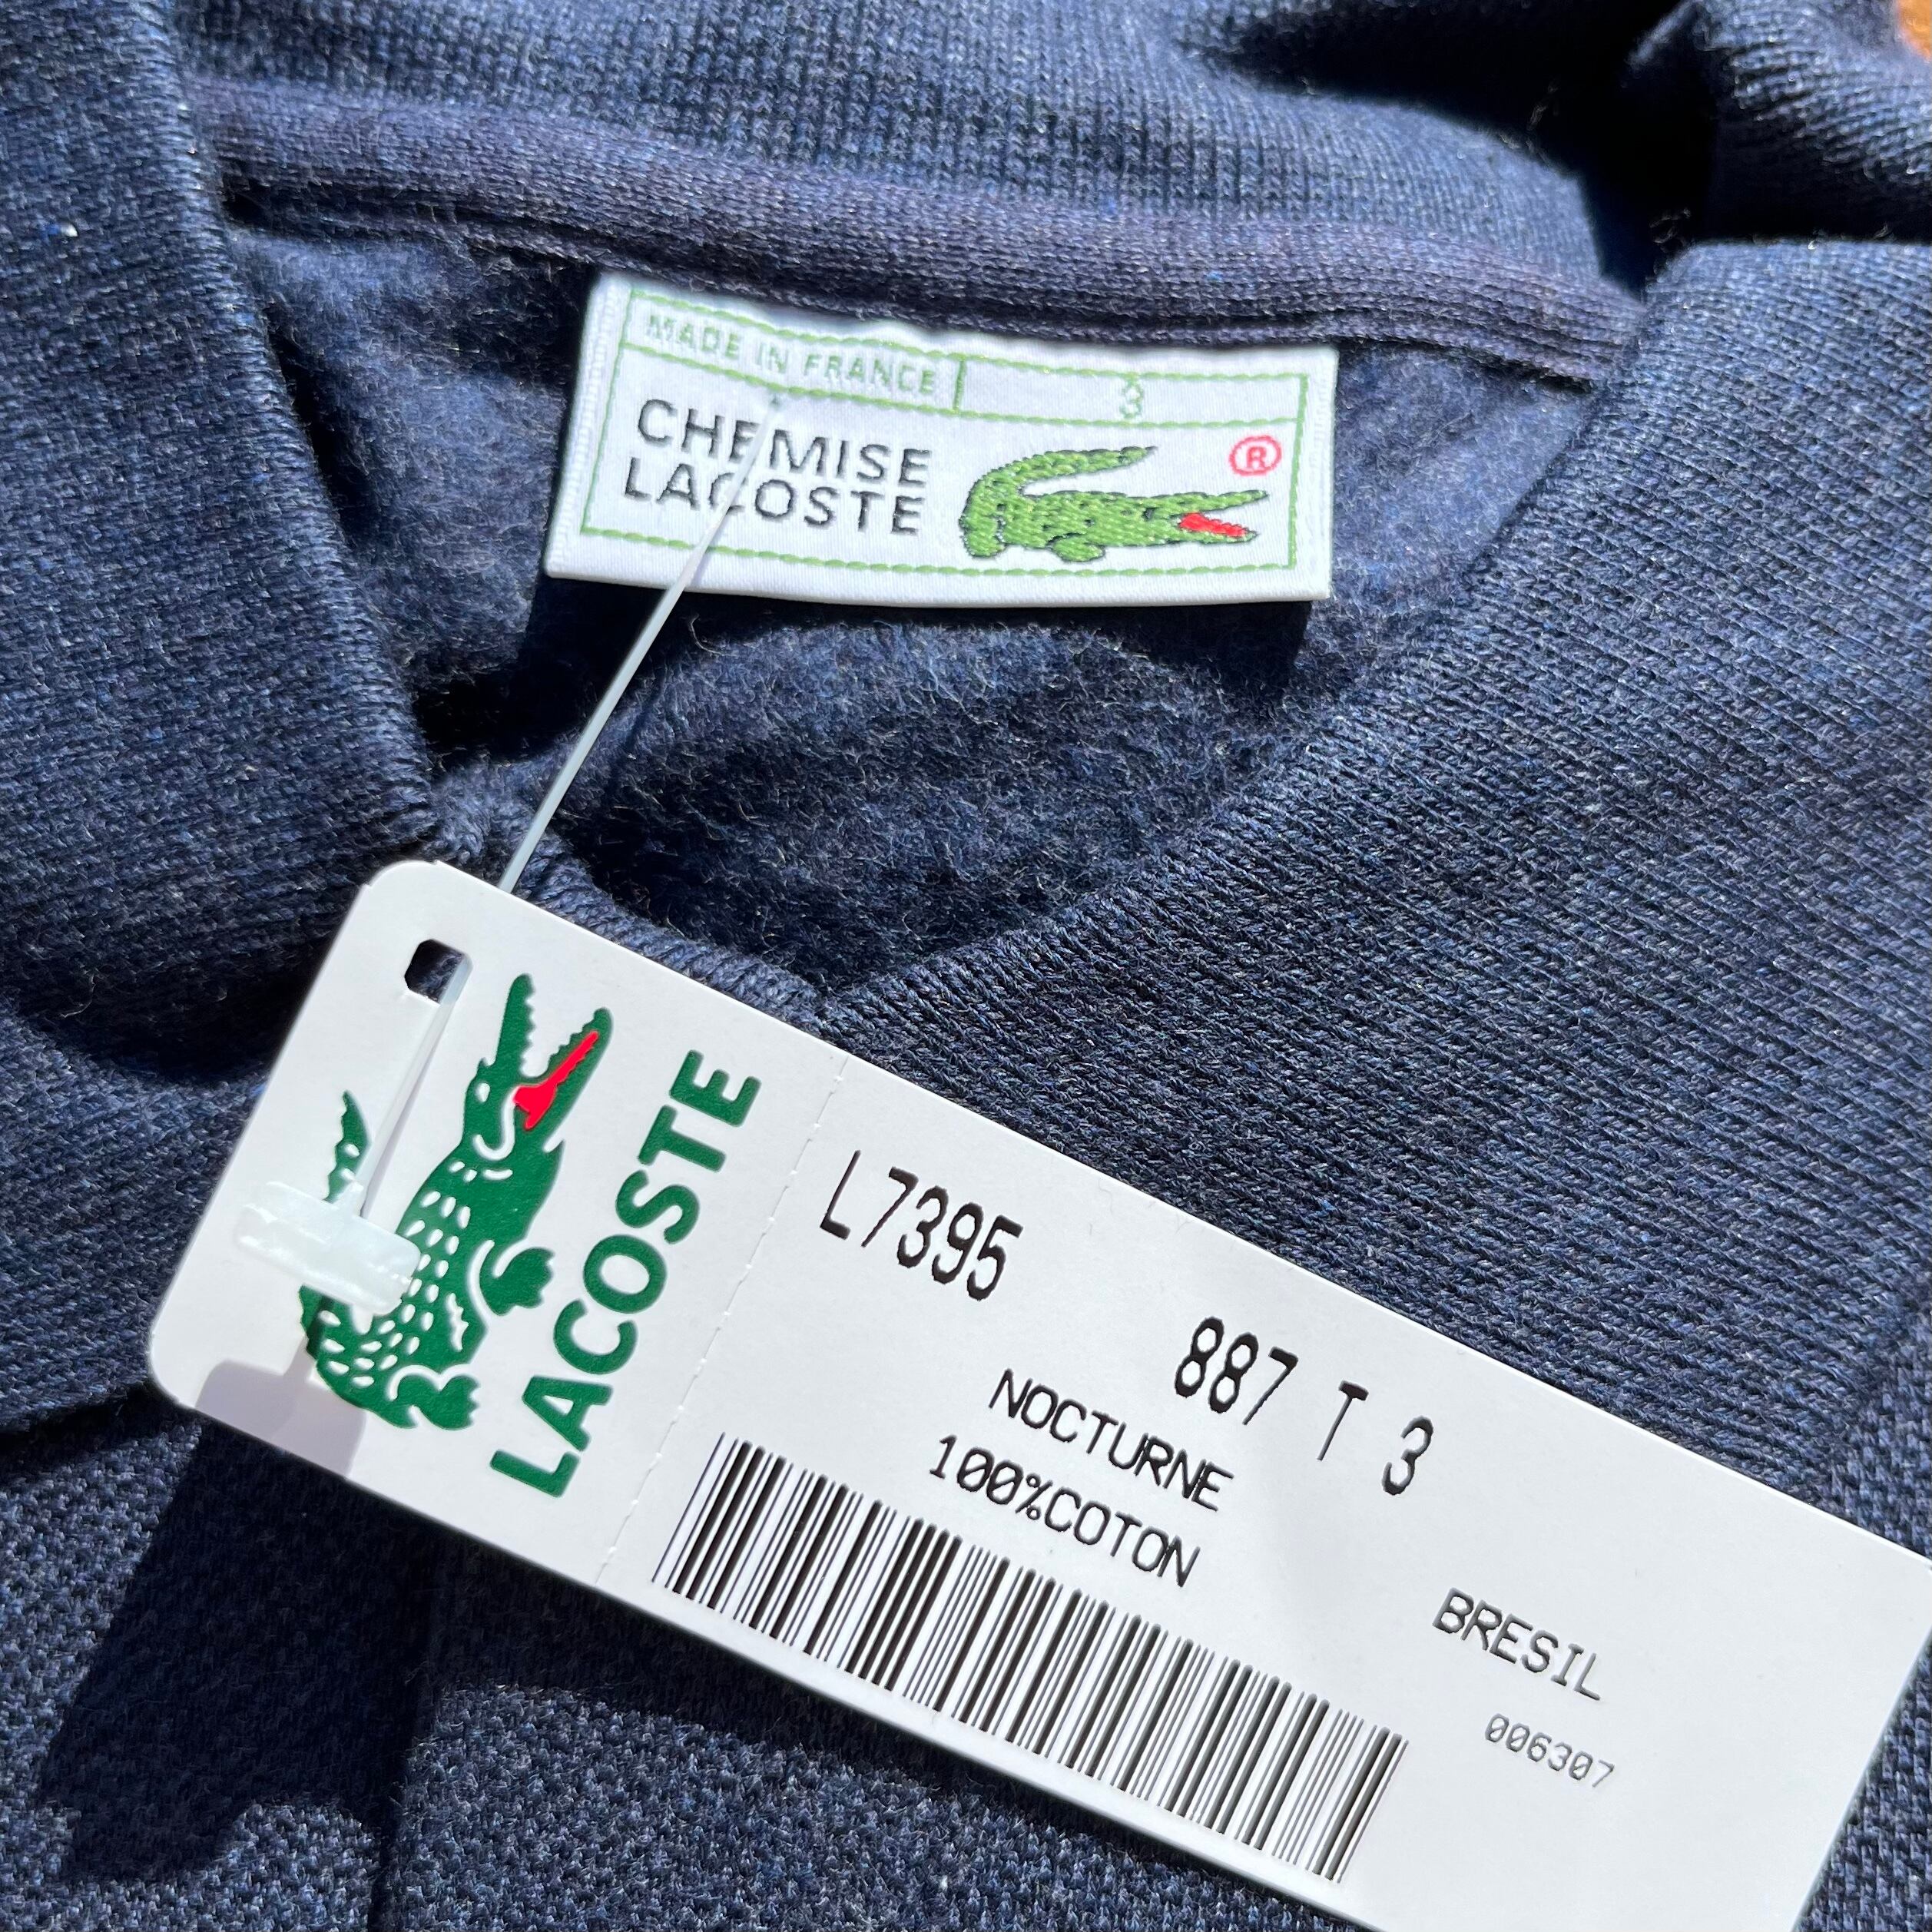 MADE IN FRANCE 3
CHEMISE
LACOSTE
®
LACOSTE
L7395
887 T 3
NOCTURNE
100%COTON
BRESIL
006307